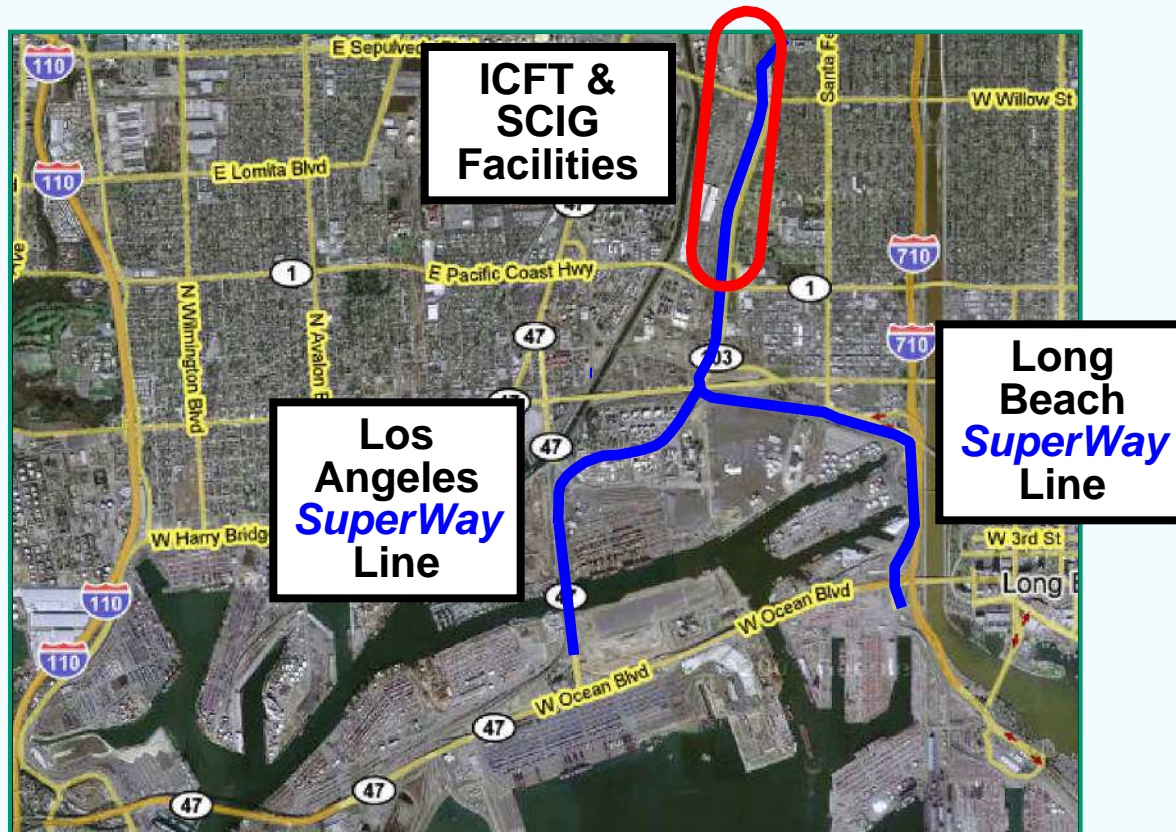 110
E Sepulve
ICFT &
SCIG
Facilities
Santa Fe
W Willow St
110
E Lomita Blvd
47
710
1
E Pacific Coast Hwy
1
N Wilmington Blvd
N Avalon B
47
710
103
Long
Beach
SuperWay
Line
47
Los
Angeles
SuperWay
Line
W Harry Bridg
W 3rd St
Long B
110
47
W Ocean Blvd
110
W Ocean Blvd
47
47
47